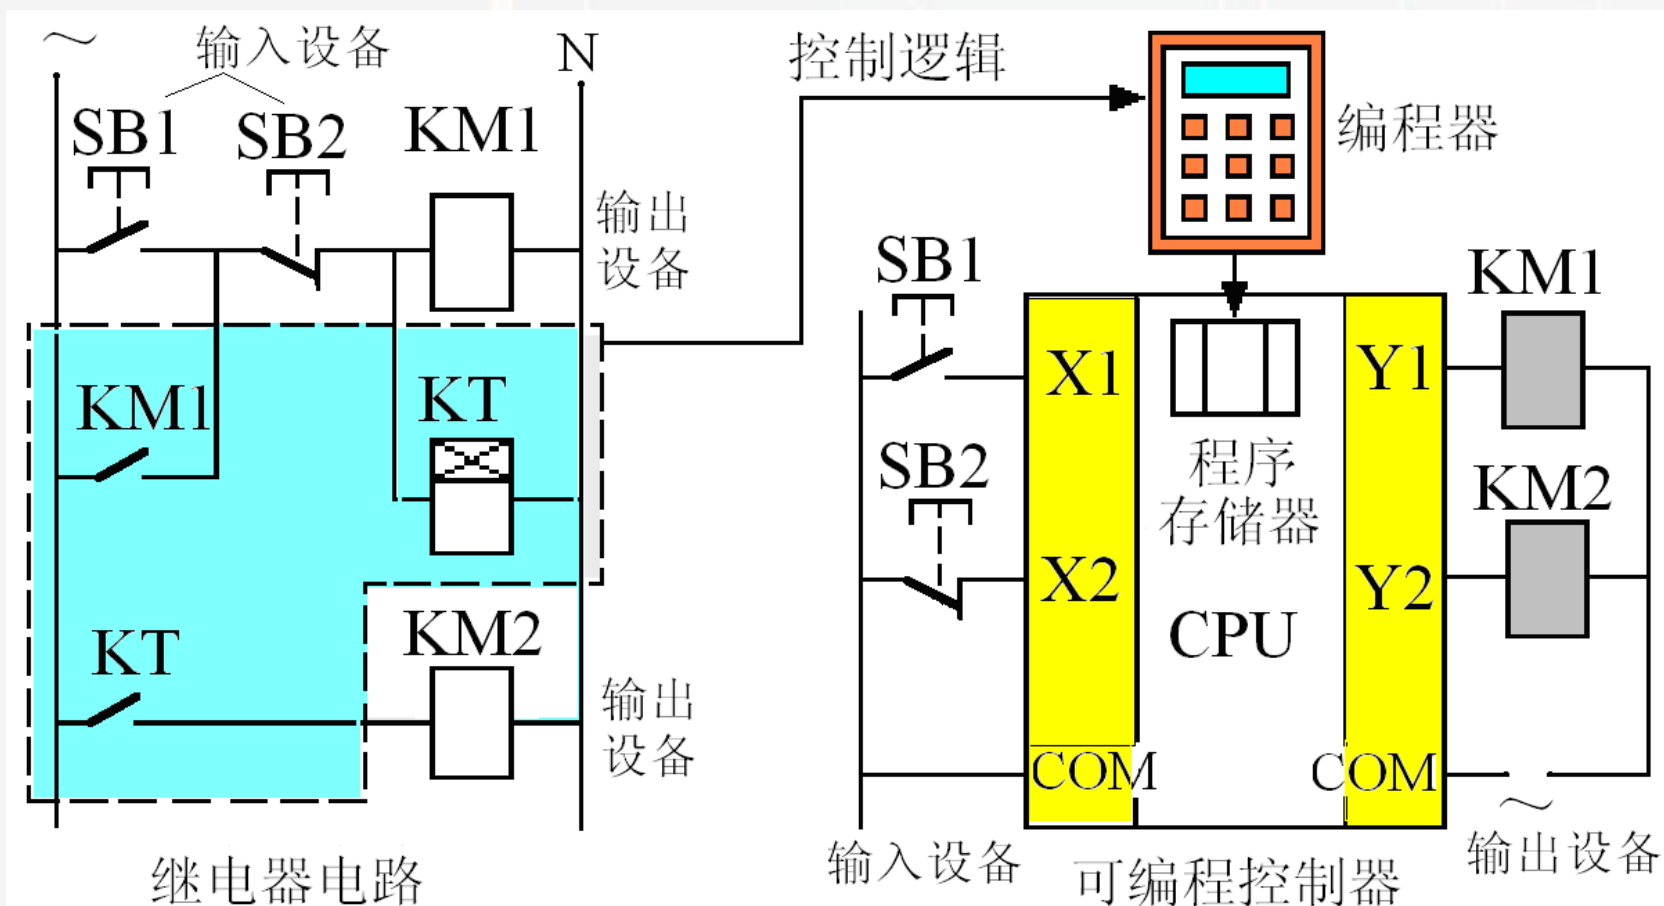 ～
输入设备
N
SB1
SB2
KM1
输出
设备
KM1
KT
KT
KM2
输出
设备
继电器电路
控制逻辑
编程器
SB1
SB2
X1
X2
COM
输入设备
程序
存储器
CPU
Y1
Y2
COM
KM1
KM2
～
输出设备
可编程控制器